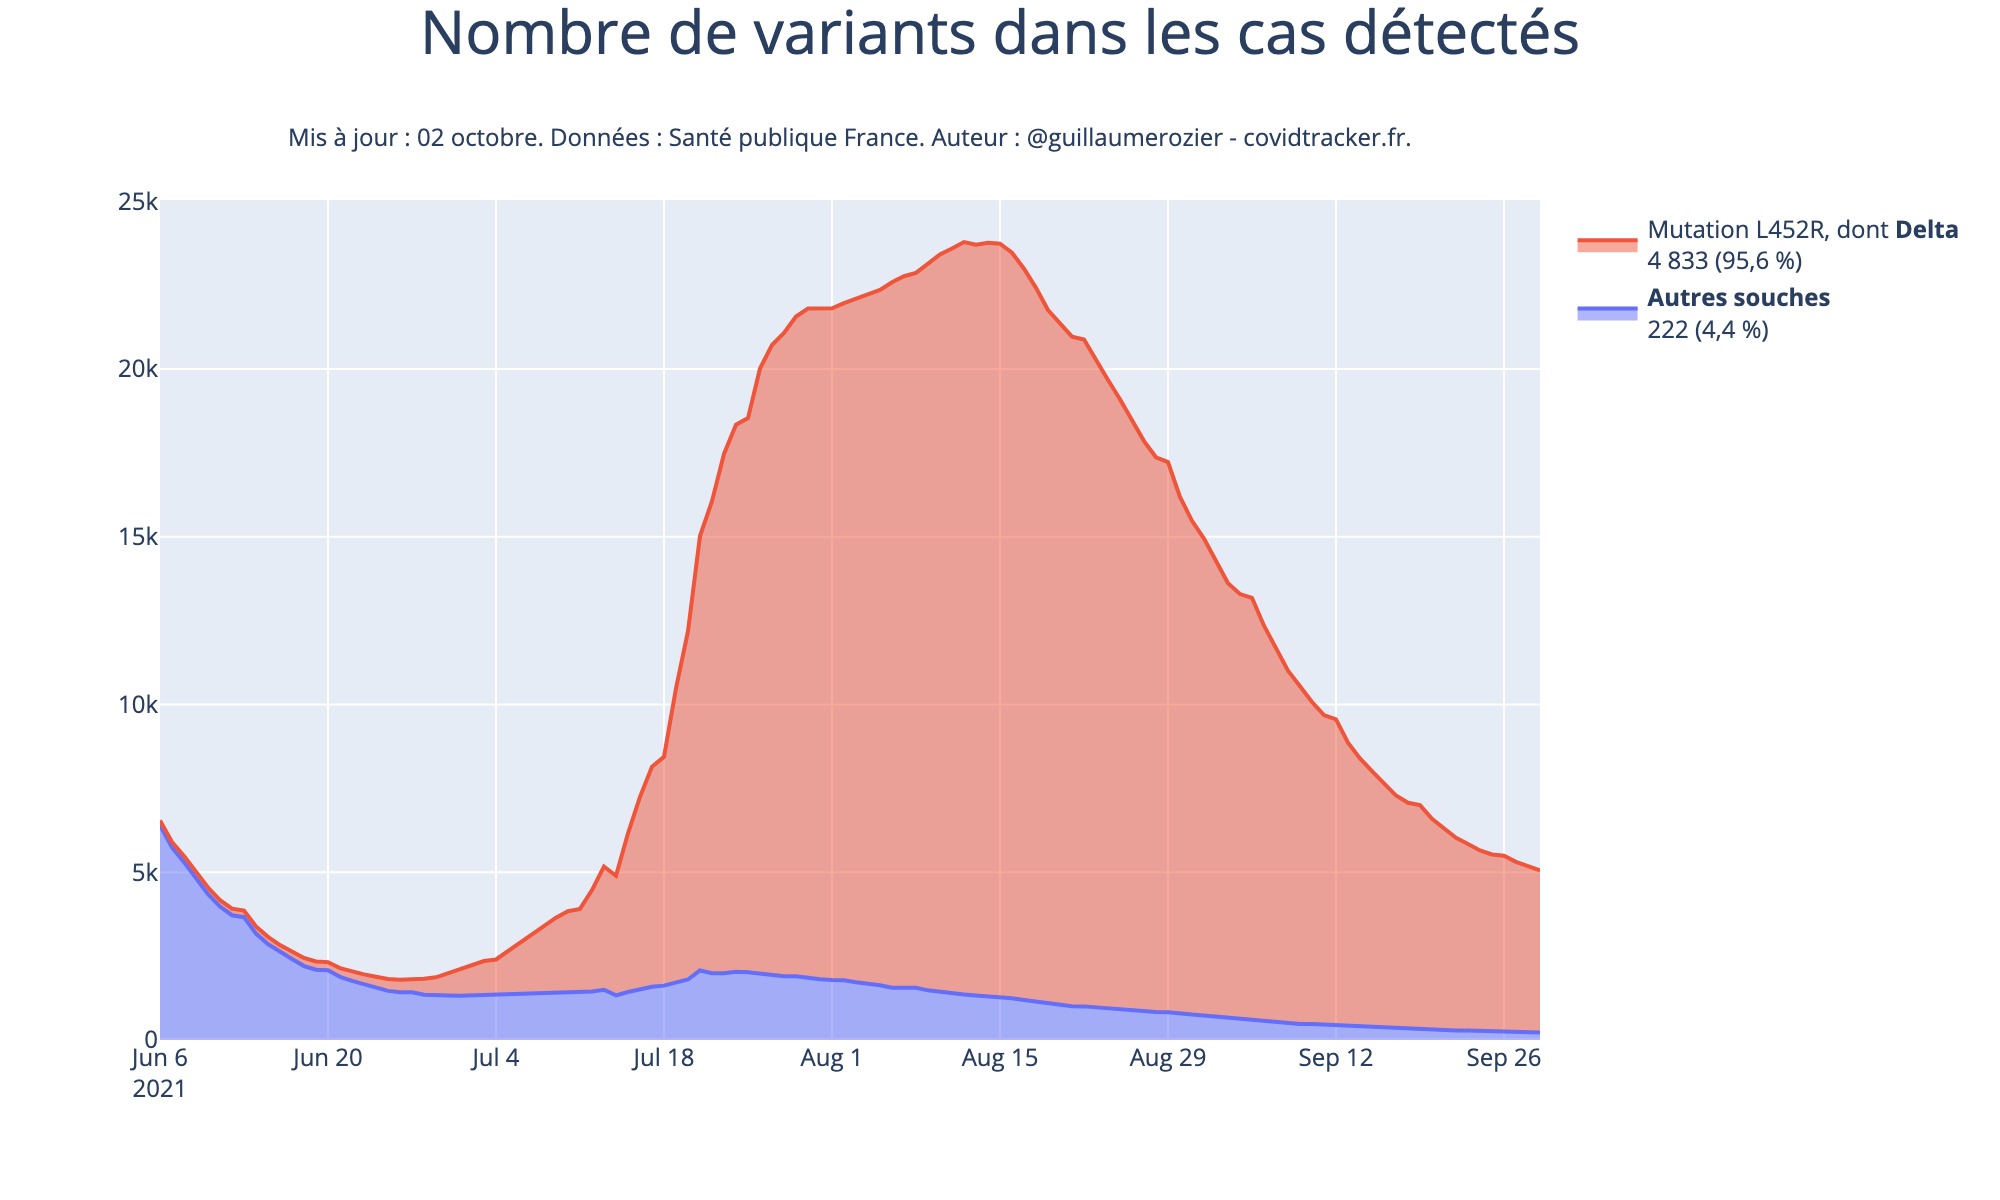 Nombre de variants dans les cas détectés
Mis à jour : 02 octobre. Données : Santé publique France. Auteur : @guillaumerozier - covidtracker.fr.
25k
20k
15k
10k
5k
0
Jun 6
2021
Jun 20
Jul 4
Jul 18
Aug 1
Aug 15
Aug 29
Sep 12
Sep 26
Mutation L452R, dont Delta
4 833 (95,6 %)
Autres souches
222 (4,4 %)